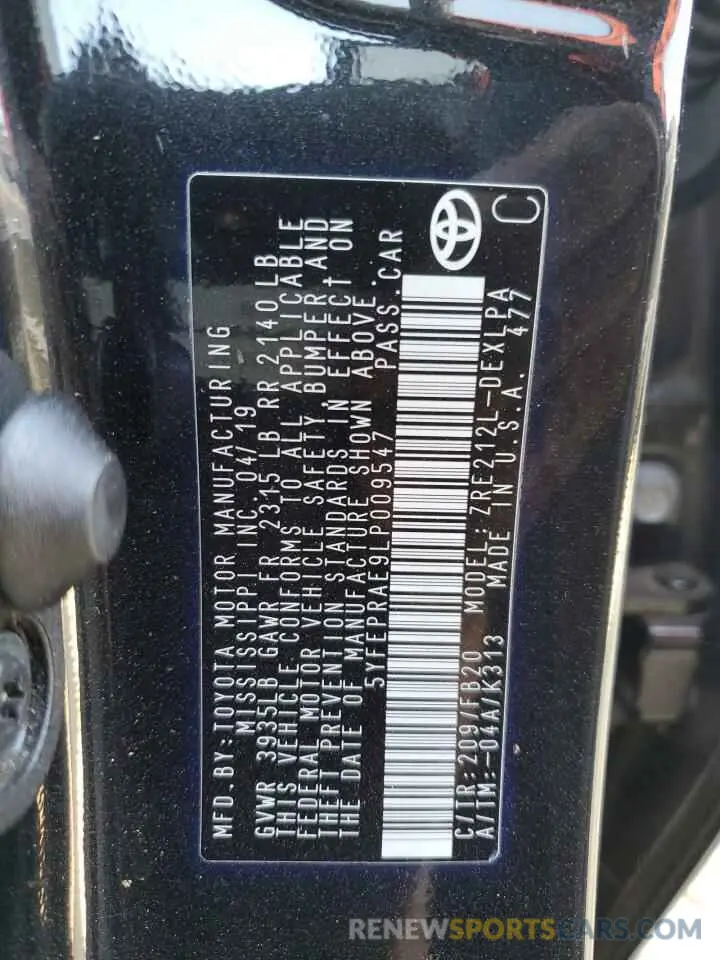 MFD.BY:TOYOTA MOTOR MANUFACTURING
MISSISSIPPI INC. 04/19
GVWR 3935LB GAWR FR 2315 LB RR 2140 LB
THIS VEHICLE CONFORMS TO ALL APPLICABLE
FEDERAL MOTOR VEHICLE SAFETY, BUMPER, AND
THEFT PREVENTION STANDARDS IN EFFECT ON
THE DATE OF MANUFACTURE SHOWN ABOVE.
5YFEPRAE9LP009547 PASS.CAR
C/TR:209/FB20 MODEL:ZRE212L-DEXLPA
A/TM:-04A/K313 MADE IN U.S.A. 477
C
RENEWSPORTSCARS.COM